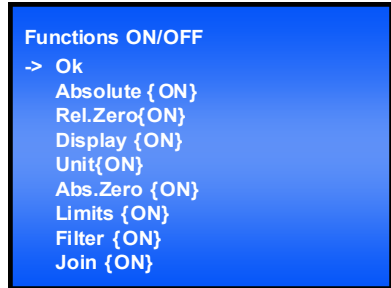 Functions ON/OFF
-> Ok
Absolute {ON}
Rel.Zero{ON}
Display {ON}
Unit{ON}
Abs.Zero {ON}
Limits {ON}
Filter {ON}
Join {ON}